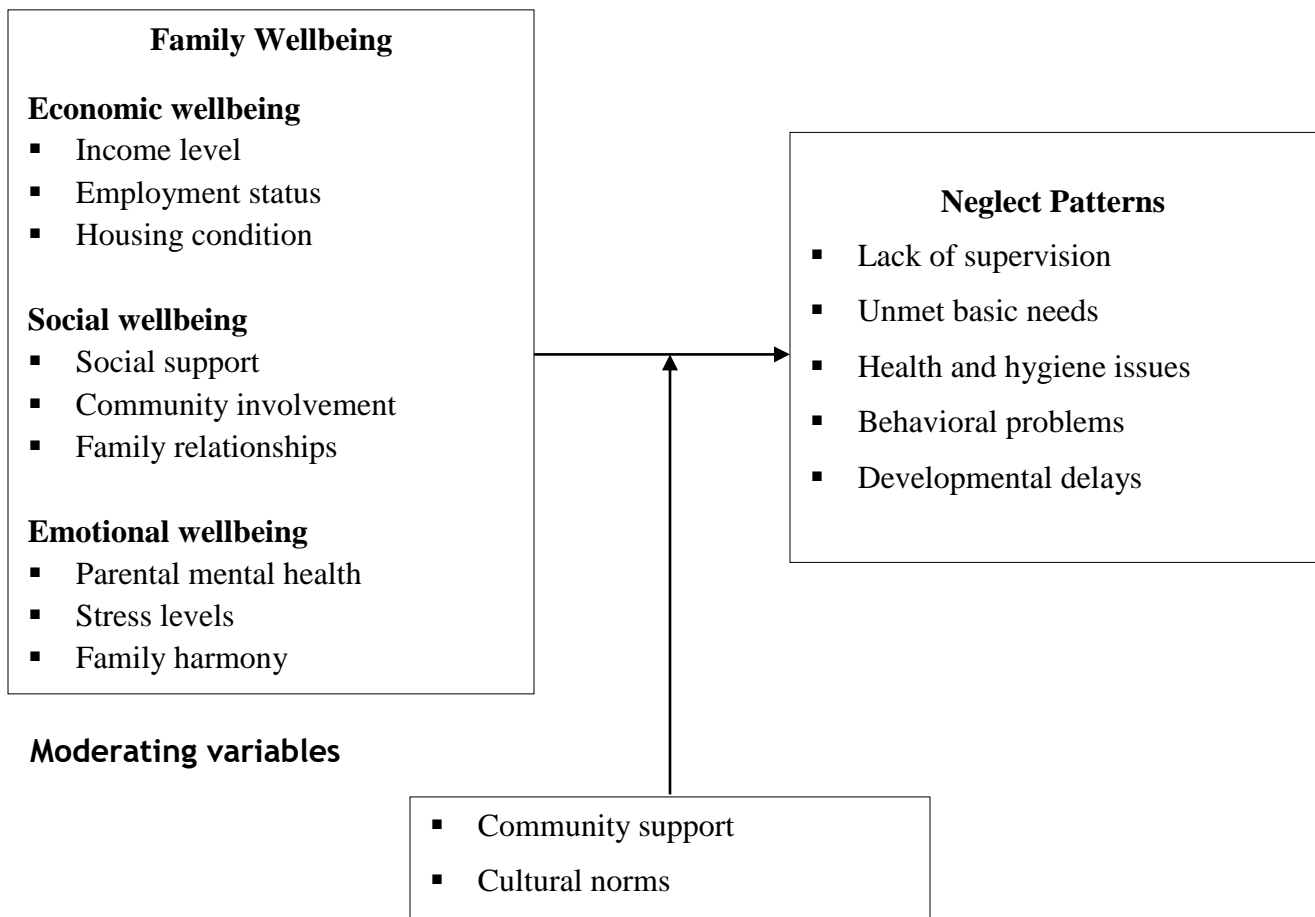 Family Wellbeing
Economic wellbeing
▪ Income level
▪ Employment status
▪ Housing condition
Social wellbeing
▪ Social support
▪ Community involvement
▪ Family relationships
Emotional wellbeing
▪ Parental mental health
▪ Stress levels
▪ Family harmony
Neglect Patterns
▪ Lack of supervision
▪ Unmet basic needs
▪ Health and hygiene issues
▪ Behavioral problems
▪ Developmental delays
Moderating variables
▪ Community support
▪ Cultural norms